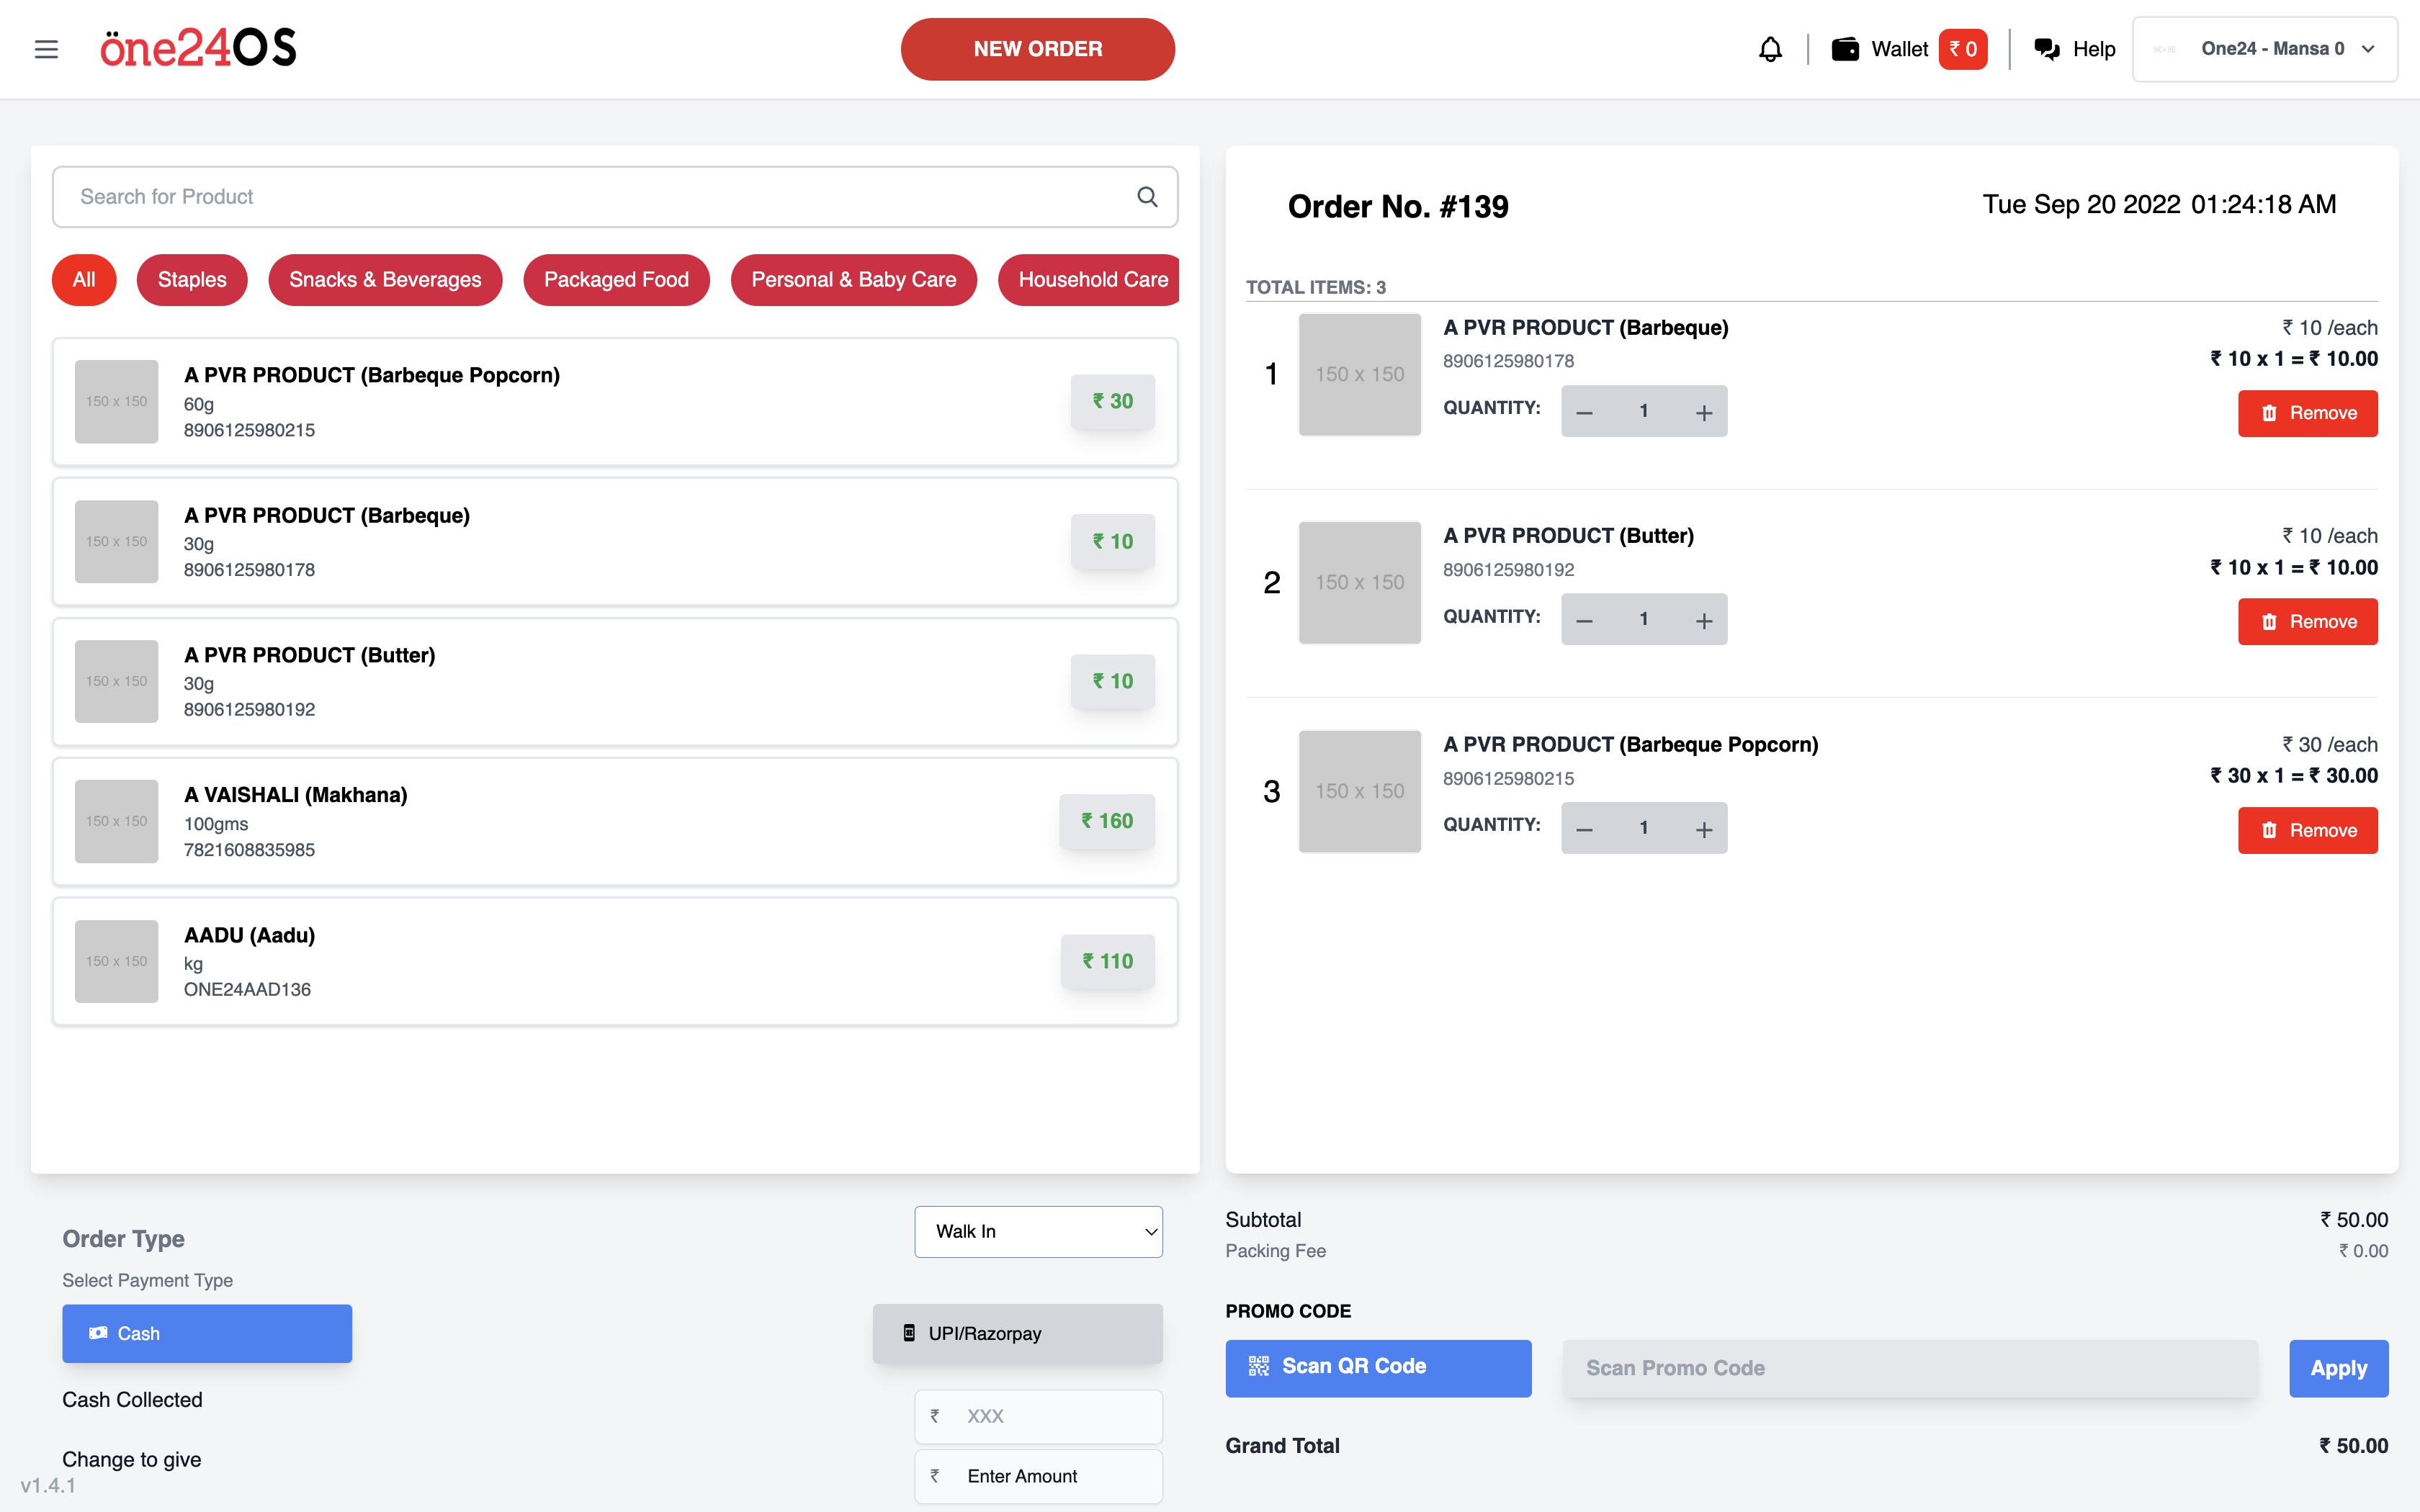 öne24OS
NEW ORDER
Wallet ₹ 0
Help
One24 - Mansa 0
Search for Product
All
Staples
Snacks & Beverages
Packaged Food
Personal & Baby Care
Household Care
150 x 150
A PVR PRODUCT (Barbeque Popcorn)
60g
8906125980215
₹ 30
150 x 150
A PVR PRODUCT (Barbeque)
30g
8906125980178
₹ 10
150 x 150
A PVR PRODUCT (Butter)
30g
8906125980192
₹ 10
150 x 150
A VAISHALI (Makhana)
100gms
7821608835985
₹ 160
150 x 150
AADU (Aadu)
kg
ONE24AAD136
₹ 110
Order No. #139
Tue Sep 20 2022 01:24:18 AM
TOTAL ITEMS: 3
1
150 x 150
A PVR PRODUCT (Barbeque)
8906125980178
QUANTITY:
1
₹ 10 /each
₹ 10 x 1 = ₹ 10.00
Remove
2
150 x 150
A PVR PRODUCT (Butter)
8906125980192
QUANTITY:
1
₹ 10 /each
₹ 10 x 1 = ₹ 10.00
Remove
3
150 x 150
A PVR PRODUCT (Barbeque Popcorn)
8906125980215
QUANTITY:
1
₹ 30 /each
₹ 30 x 1 = ₹ 30.00
Remove
Order Type
Walk In
Select Payment Type
Cash
UPI/Razorpay
Cash Collected
₹ XXX
Change to give
₹ Enter Amount
v1.4.1
Subtotal
₹ 50.00
Packing Fee
₹ 0.00
PROMO CODE
Scan QR Code
Scan Promo Code
Apply
Grand Total
₹ 50.00